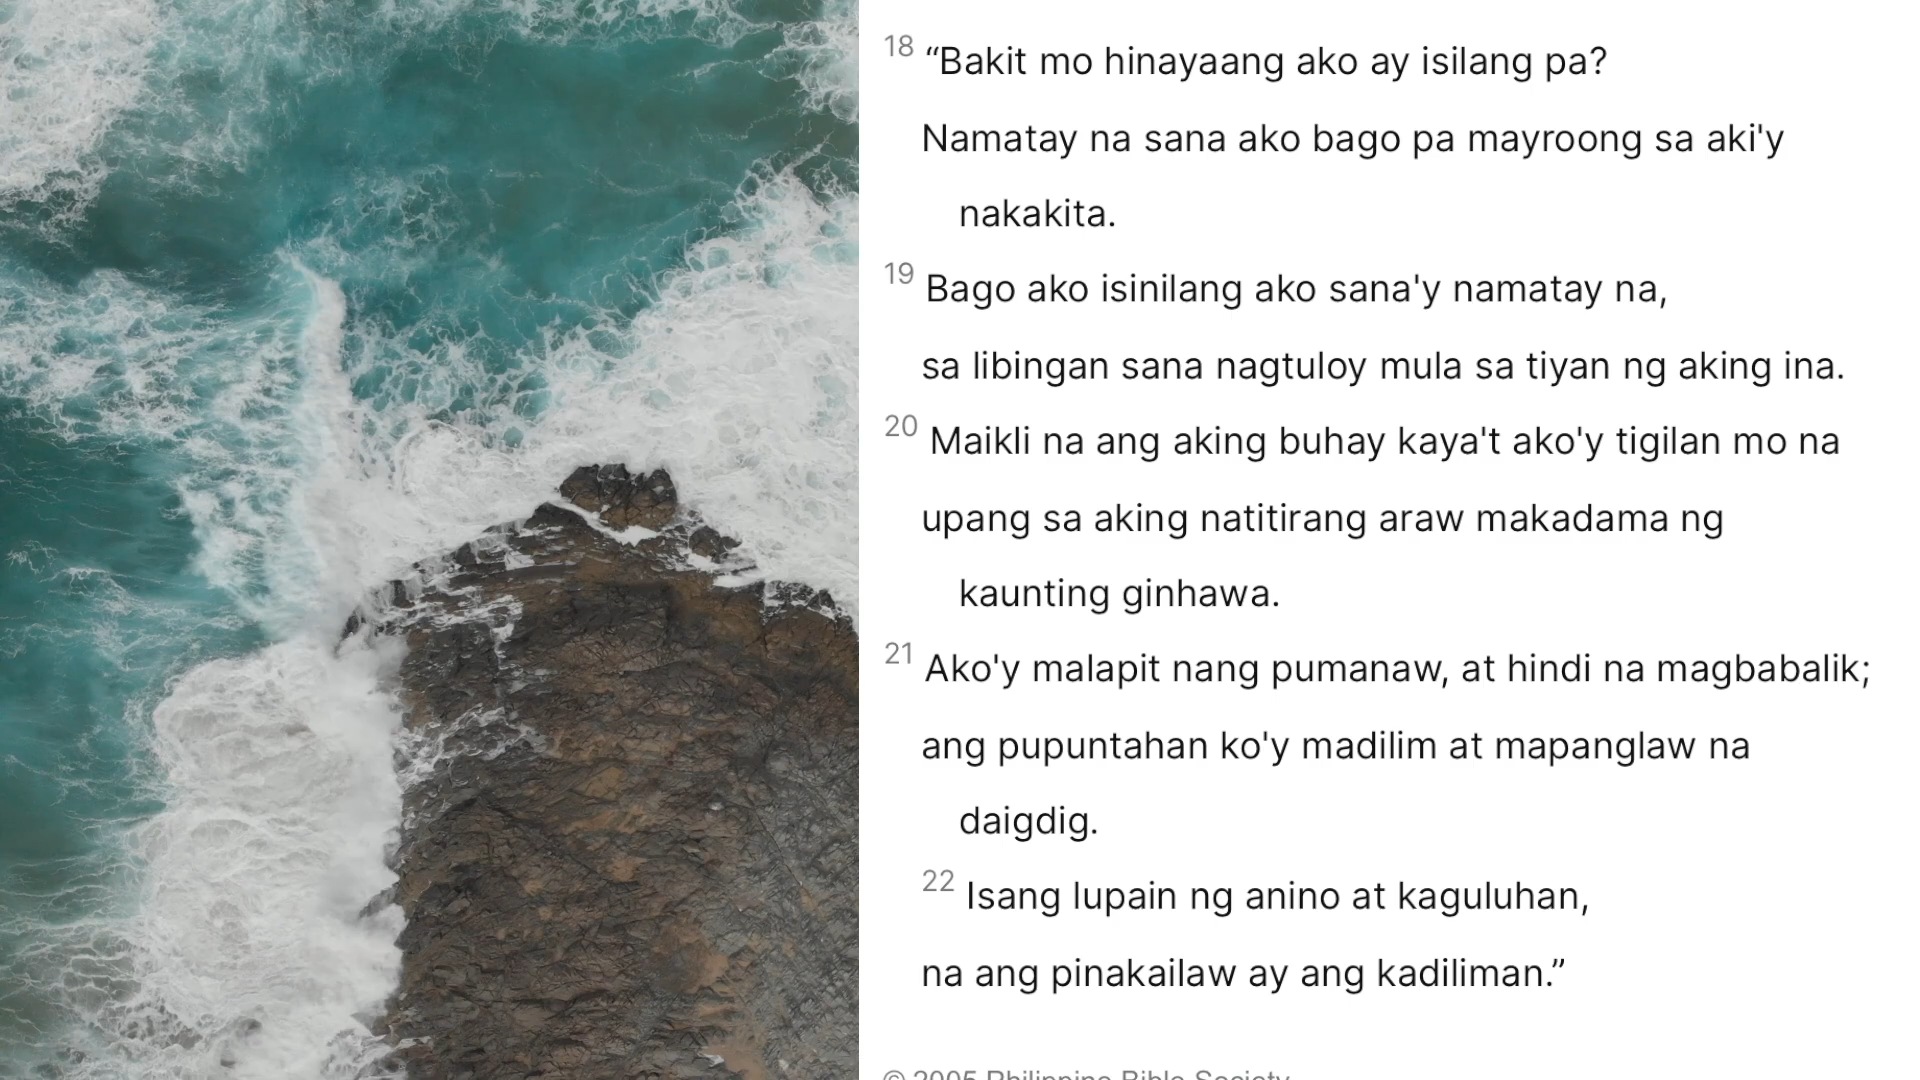 18 “Bakit mo hinayaang ako ay isilang pa?
Namatay na sana ako bago pa mayroong sa aki'y
nakakita.
19 Bago ako isinilang ako sana'y namatay na,
sa libingan sana nagtuloy mula sa tiyan ng aking ina.
20 Maikli na ang aking buhay kaya't ako'y tigilan mo na
upang sa aking natitirang araw makadama ng
kaunting ginhawa.
21 Ako'y malapit nang pumanaw, at hindi na magbabalik;
ang pupuntahan ko'y madilim at mapanglaw na
daigdig.
22 Isang lupain ng anino at kaguluhan,
na ang pinakailaw ay ang kadiliman.”
© 2005 Philippine Bible Society